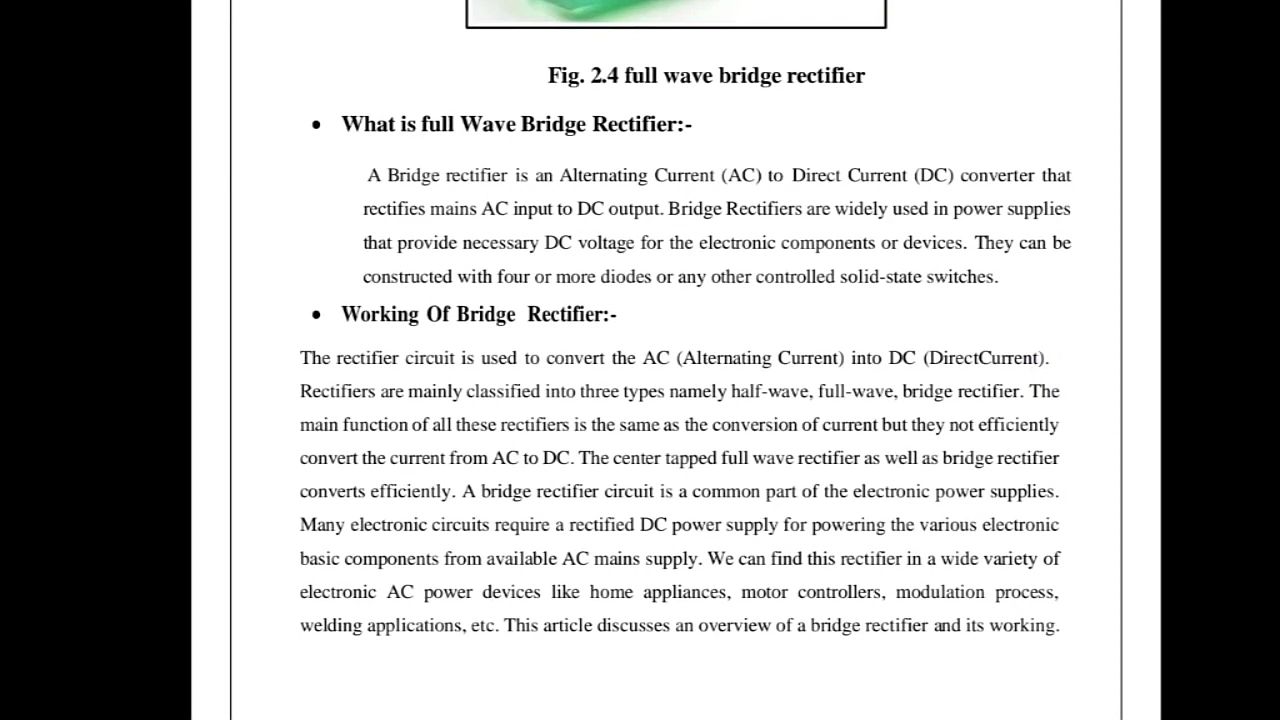 Fig. 2.4 full wave bridge rectifier
• What is full Wave Bridge Rectifier:-
A Bridge rectifier is an Alternating Current (AC) to Direct Current (DC) converter that
rectifies mains AC input to DC output. Bridge Rectifiers are widely used in power supplies
that provide necessary DC voltage for the electronic components or devices. They can be
constructed with four or more diodes or any other controlled solid-state switches.
• Working Of Bridge Rectifier:-
The rectifier circuit is used to convert the AC (Alternating Current) into DC (DirectCurrent).
Rectifiers are mainly classified into three types namely half-wave, full-wave, bridge rectifier. The
main function of all these rectifiers is the same as the conversion of current but they not efficiently
convert the current from AC to DC. The center tapped full wave rectifier as well as bridge rectifier
converts efficiently. A bridge rectifier circuit is a common part of the electronic power supplies.
Many electronic circuits require a rectified DC power supply for powering the various electronic
basic components from available AC mains supply. We can find this rectifier in a wide variety of
electronic AC power devices like home appliances, motor controllers, modulation process,
welding applications, etc. This article discusses an overview of a bridge rectifier and its working.